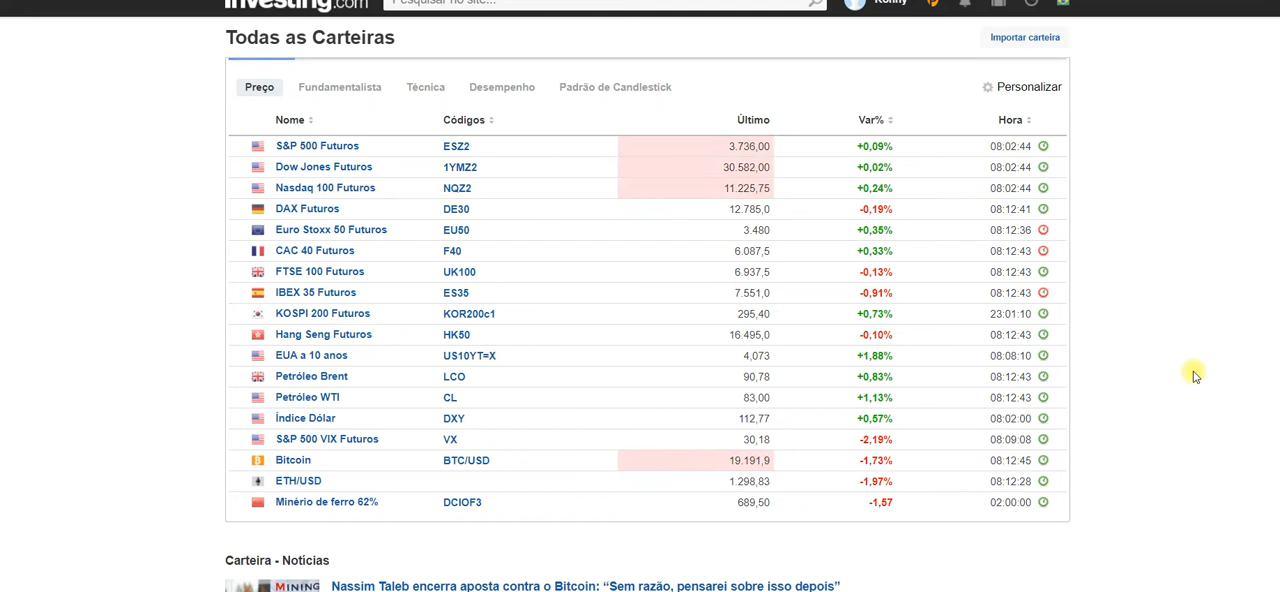 Investing.com Pesquisar no site... Ronny
Todas as Carteiras Importar carteira
Preço Fundamentalista Técnica Desempenho Padrão de Candlestick Personalizar
Nome Códigos Último Var% Hora
S&P 500 Futuros ESZ2 3.736,00 +0,09% 08:02:44
Dow Jones Futuros 1YMZ2 30.582,00 +0,02% 08:02:44
Nasdaq 100 Futuros NQZ2 11.225,75 +0,24% 08:02:44
DAX Futuros DE30 12.785,0 -0,19% 08:12:41
Euro Stoxx 50 Futuros EU50 3.480 +0,35% 08:12:36
CAC 40 Futuros F40 6.087,5 +0,33% 08:12:43
FTSE 100 Futuros UK100 6.937,5 -0,13% 08:12:43
IBEX 35 Futuros ES35 7.551,0 -0,91% 08:12:43
KOSPI 200 Futuros KOR200c1 295,40 +0,73% 23:01:10
Hang Seng Futuros HK50 16.495,0 -0,10% 08:12:43
EUA a 10 anos US10YT=X 4,073 +1,88% 08:08:10
Petróleo Brent LCO 90,78 +0,83% 08:12:43
Petróleo WTI CL 83,00 +1,13% 08:12:43
Índice Dólar DXY 112,77 +0,57% 08:02:00
S&P 500 VIX Futuros VX 30,18 -2,19% 08:09:08
Bitcoin BTC/USD 19.191,9 -1,73% 08:12:45
ETH/USD 1.298,83 -1,97% 08:12:28
Minério de ferro 62% DCIOF3 689,50 -1,57 02:00:00
Carteira - Notícias
MINING Nassim Taleb encerra aposta contra o Bitcoin: “Sem razão, pensarei sobre isso depois”